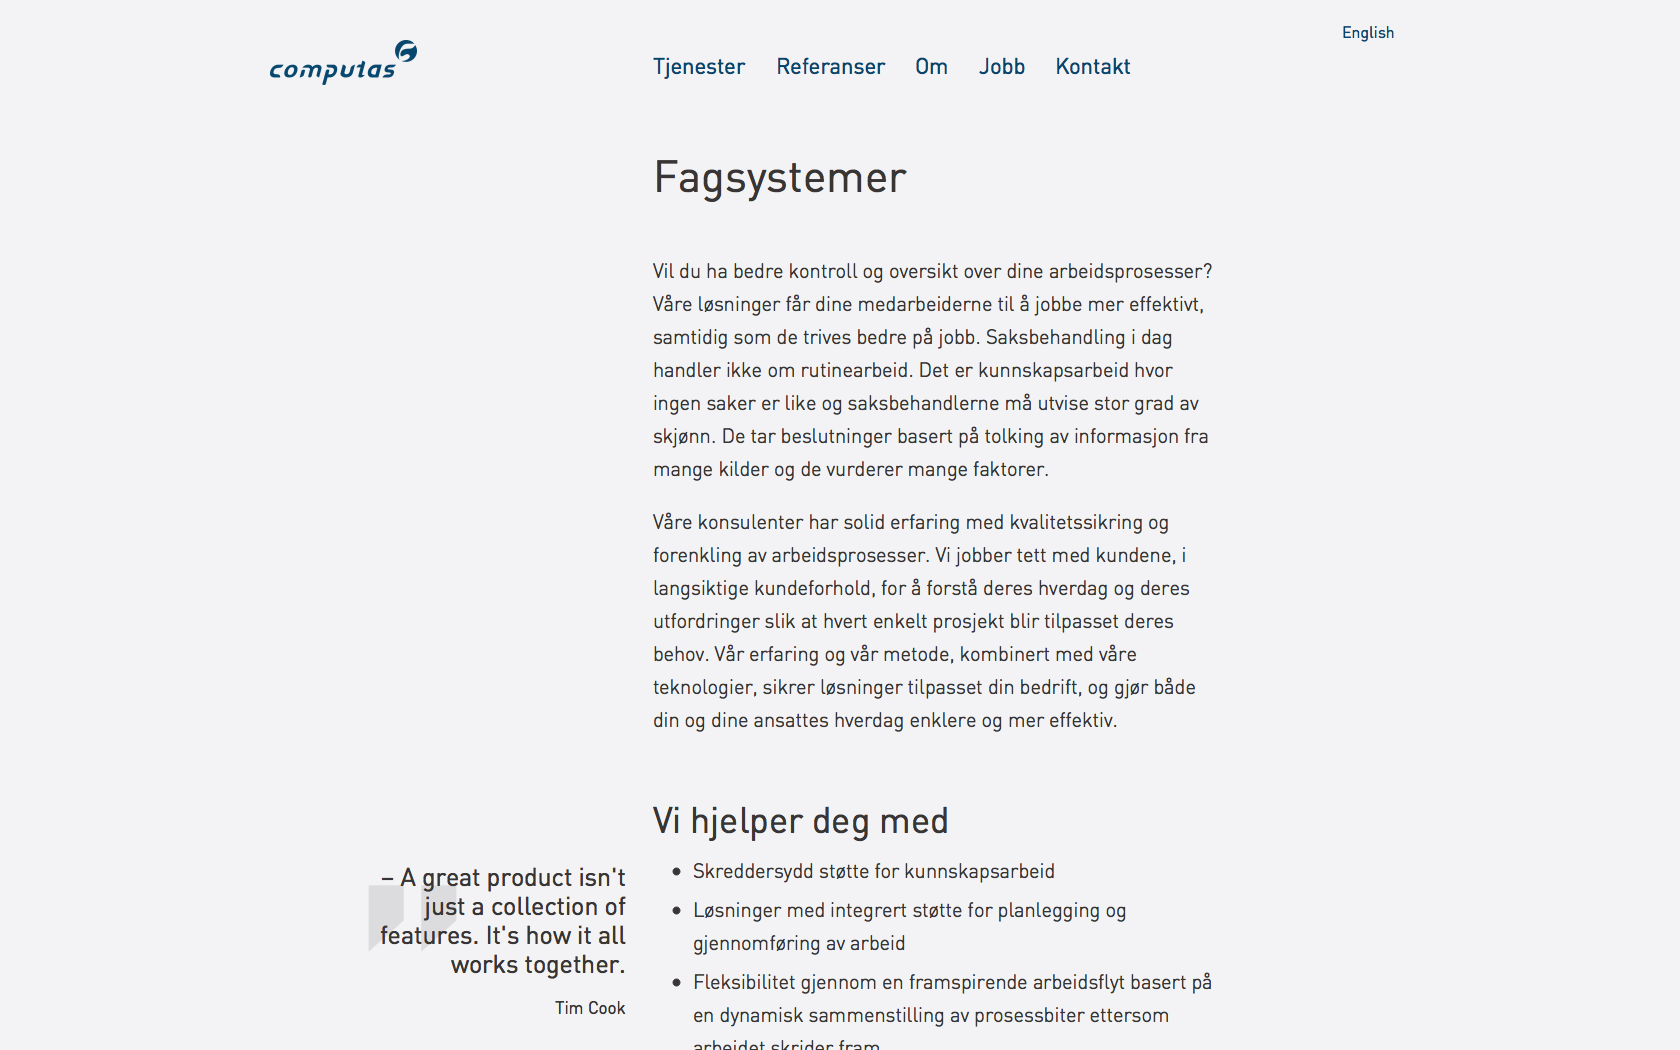 English
computas
Tjenester Referanser Om Jobb Kontakt
Fagsystemer
Vil du ha bedre kontroll og oversikt over dine arbeidsprosesser?
Våre løsninger får dine medarbeiderne til å jobbe mer effektivt,
samtidig som de trives bedre på jobb. Saksbehandling i dag
handler ikke om rutinearbeid. Det er kunnskapsarbeid hvor
ingen saker er like og saksbehandlerne må utvise stor grad av
skjønn. De tar beslutninger basert på tolking av informasjon fra
mange kilder og de vurderer mange faktorer.
Våre konsulenter har solid erfaring med kvalitetssikring og
forenkling av arbeidsprosesser. Vi jobber tett med kundene, i
langsiktige kundeforhold, for å forstå deres hverdag og deres
utfordringer slik at hvert enkelt prosjekt blir tilpasset deres
behov. Vår erfaring og vår metode, kombinert med våre
teknologier, sikrer løsninger tilpasset din bedrift, og gjør både
din og dine ansattes hverdag enklere og mer effektiv.
Vi hjelper deg med
– A great product isn't
just a collection of
features. It's how it all
works together.
Tim Cook
• Skreddersydd støtte for kunnskapsarbeid
• Løsninger med integrert støtte for planlegging og
gjennomføring av arbeid
• Fleksibilitet gjennom en framspirende arbeidsflyt basert på
en dynamisk sammenstilling av prosessbiter ettersom
arbeidet skrider fram